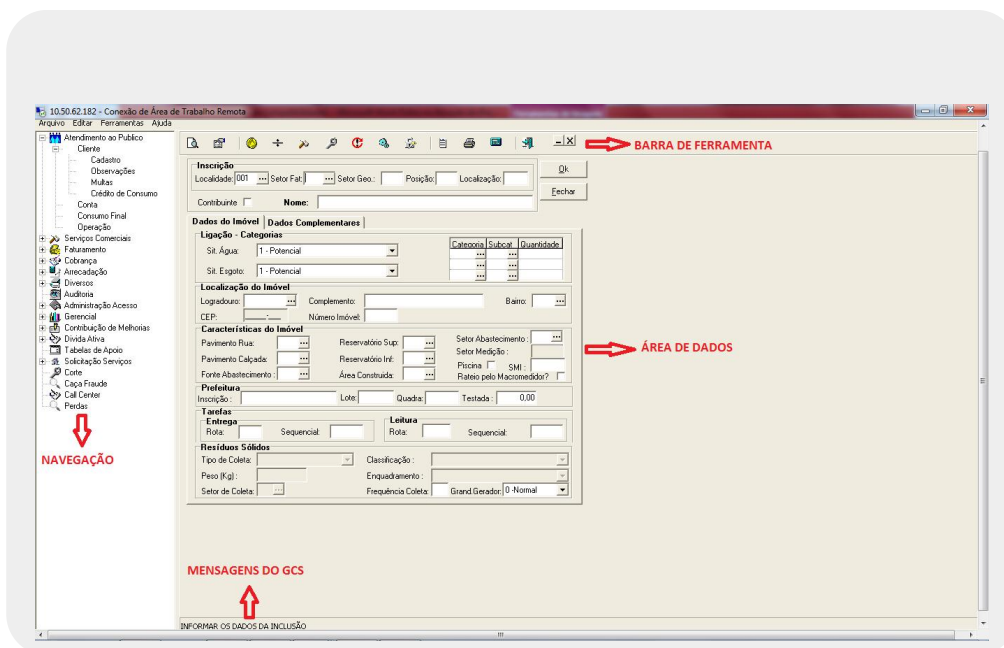 10.50.62.182 - Conexão de Área de Trabalho Remota
Arquivo Editar Ferramentas Ajuda
Atendimento ao Publico
Cliente
Cadastro
Observações
Multas
Crédito de Consumo
Conta
Consumo Final
Operação
Serviços Comerciais
Faturamento
Cobrança
Arrecadação
Diversos
Auditoria
Administração Acesso
Gerencial
Contribuição de Melhorias
Divida Ativa
Tabelas de Apoio
Solicitação Serviços
Corte
Caça Fraude
Call Center
Perdas
NAVEGAÇÃO
BARRA DE FERRAMENTA
Inscrição
Localidade: 001 ... Setor Fat: ... Setor Geo.: Posição: Localização:
Contribuinte Nome:
Ok
Fechar
Dados do Imóvel Dados Complementares
Ligação - Categorias
Sit. Água: 1 - Potencial
Sit. Esgoto: 1 - Potencial
Categoria Subcat Quantidade
... ...
... ...
... ...
Localização do Imóvel
Logradouro: ... Complemento: Bairro: ...
CEP: _____-___ Número Imóvel:
Características do Imóvel
Pavimento Rua: ... Reservatório Sup: ... Setor Abastecimento : ...
Setor Medição :
Pavimento Calçada: ... Reservatório Inf: ... Piscina SMI :
Fonte Abastecimento : ... Área Construida: ... Rateio pelo Macromedidor?
Prefeitura
Inscrição : Lote: Quadra: Testada : 0,00
Tarefas
Entrega
Rota: Sequencial:
Leitura
Rota: Sequencial:
Resíduos Sólidos
Tipo de Coleta: Classificação :
Peso (Kg) : Enquadramento :
Setor de Coleta: ... Frequência Coleta: Grand.Gerador: 0 -Normal
ÁREA DE DADOS
MENSAGENS DO GCS
INFORMAR OS DADOS DA INCLUSÃO